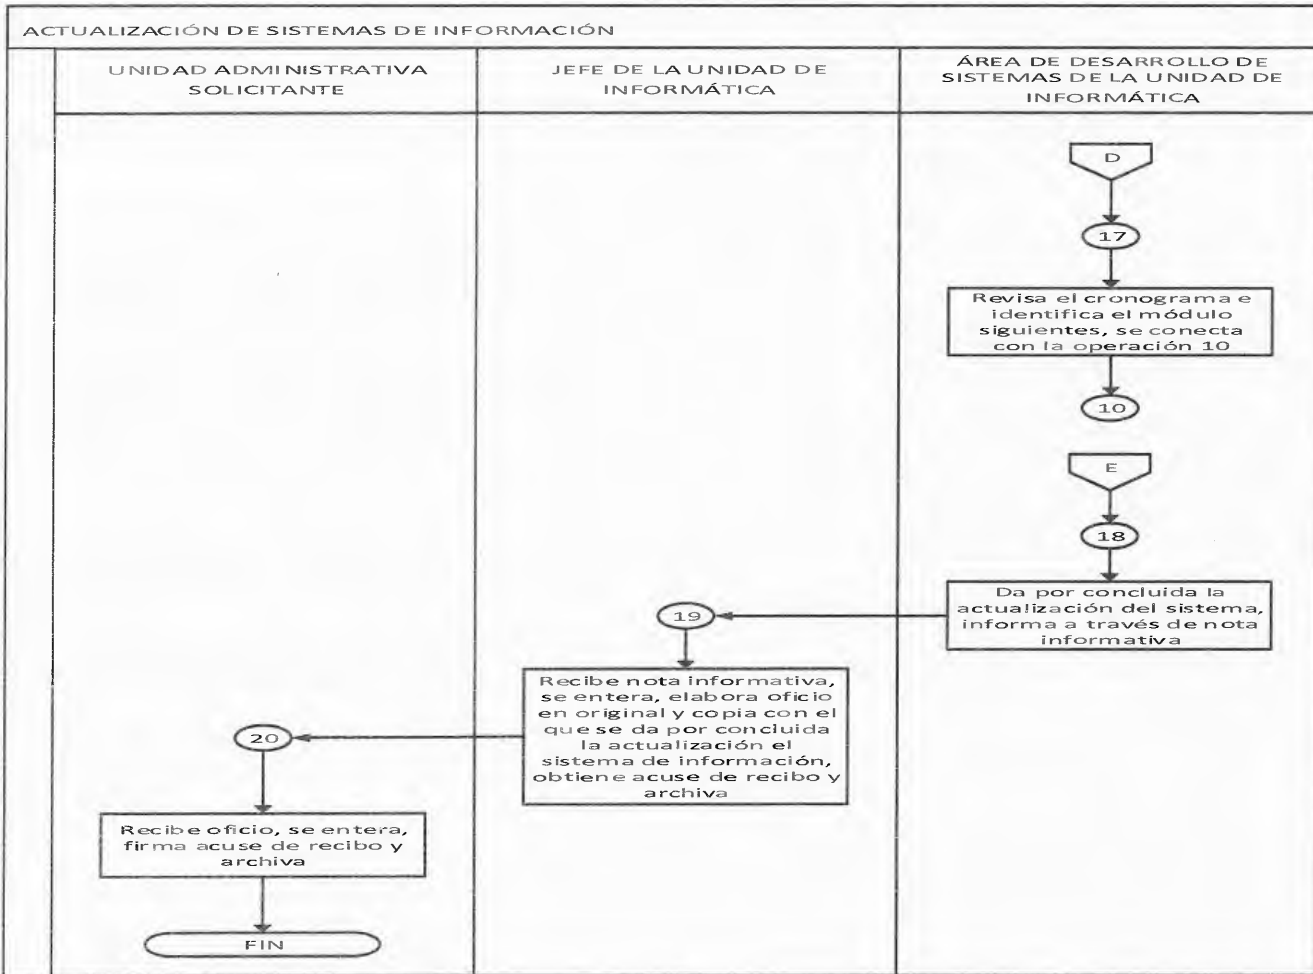 ACTUALIZACIÓN DE SISTEMAS DE INFORMACIÓN
UNIDAD ADMINISTRATIVA
SOLICITANTE
JEFE DE LA UNIDAD DE
INFORMÁTICA
ÁREA DE DESARROLLO DE
SISTEMAS DE LA UNIDAD DE
INFORMÁTICA
D
17
Revisa el cronograma e
identifica el módulo
siguientes, se conecta
con la operación 10
10
E
18
Da por concluida la
actualización del sistema,
informa a través de nota
informativa
19
Recibe nota informativa,
se entera, elabora oficio
en original y copia con el
que se da por concluida
la actualización el
sistema de información,
obtiene acuse de recibo y
archiva
20
Recibe oficio, se entera,
firma acuse de recibo y
archiva
FIN